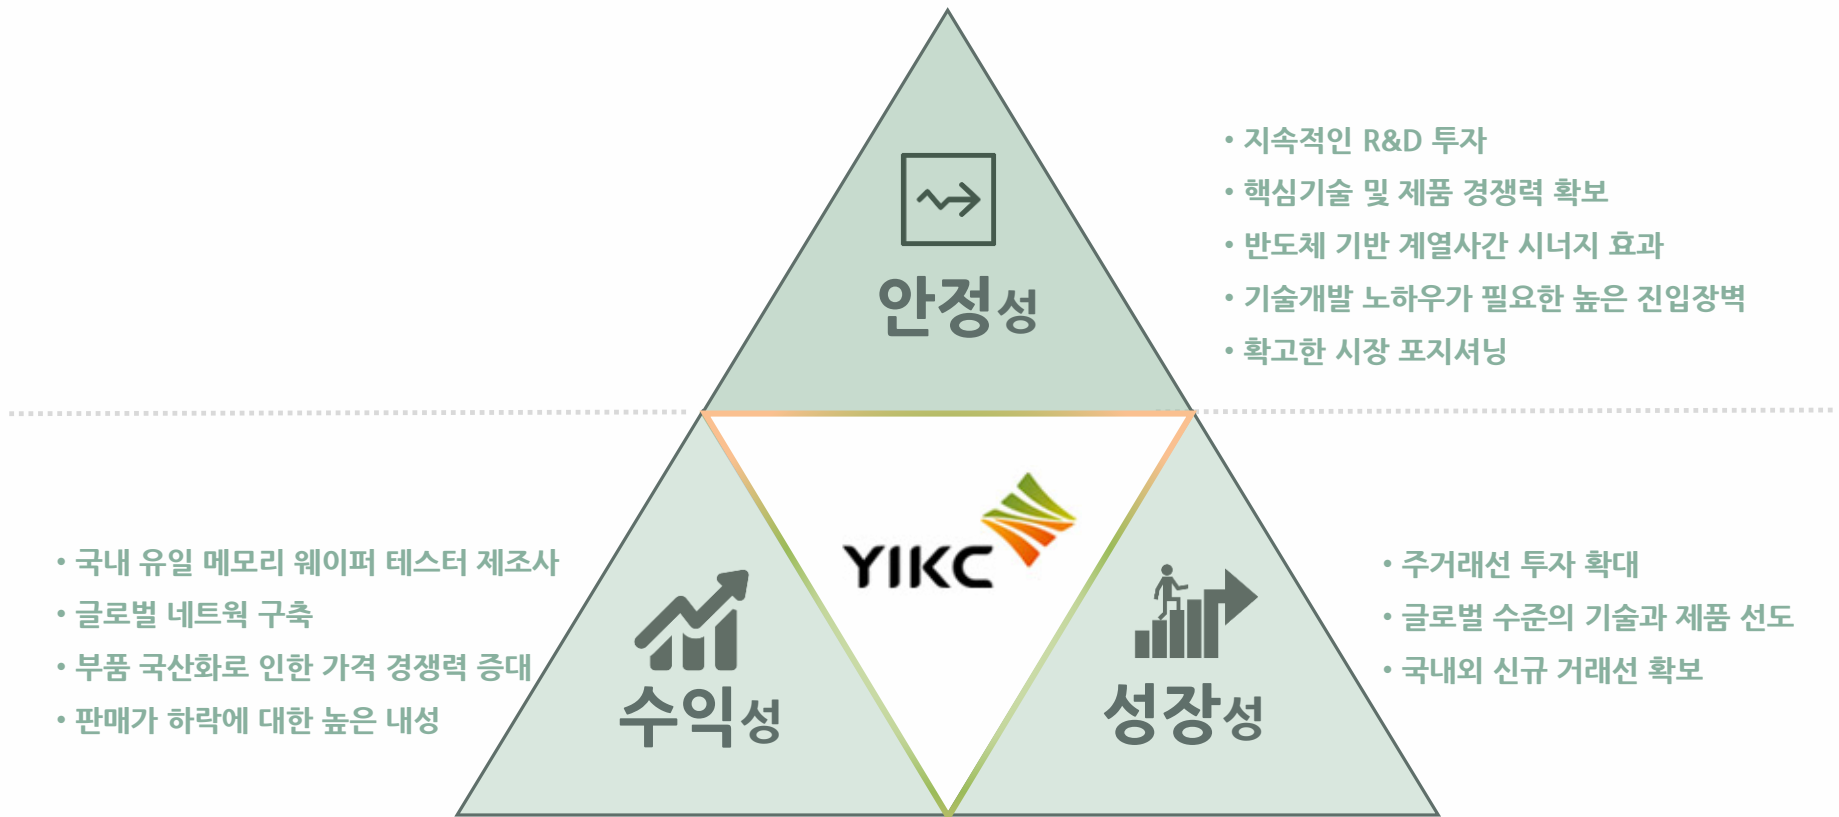 안정성
• 지속적인 R&D 투자
• 핵심기술 및 제품 경쟁력 확보
• 반도체 기반 계열사간 시너지 효과
• 기술개발 노하우가 필요한 높은 진입장벽
• 확고한 시장 포지셔닝
YIKC
• 국내 유일 메모리 웨이퍼 테스터 제조사
• 글로벌 네트웍 구축
• 부품 국산화로 인한 가격 경쟁력 증대
• 판매가 하락에 대한 높은 내성
수익성
성장성
• 주거래선 투자 확대
• 글로벌 수준의 기술과 제품 선도
• 국내외 신규 거래선 확보